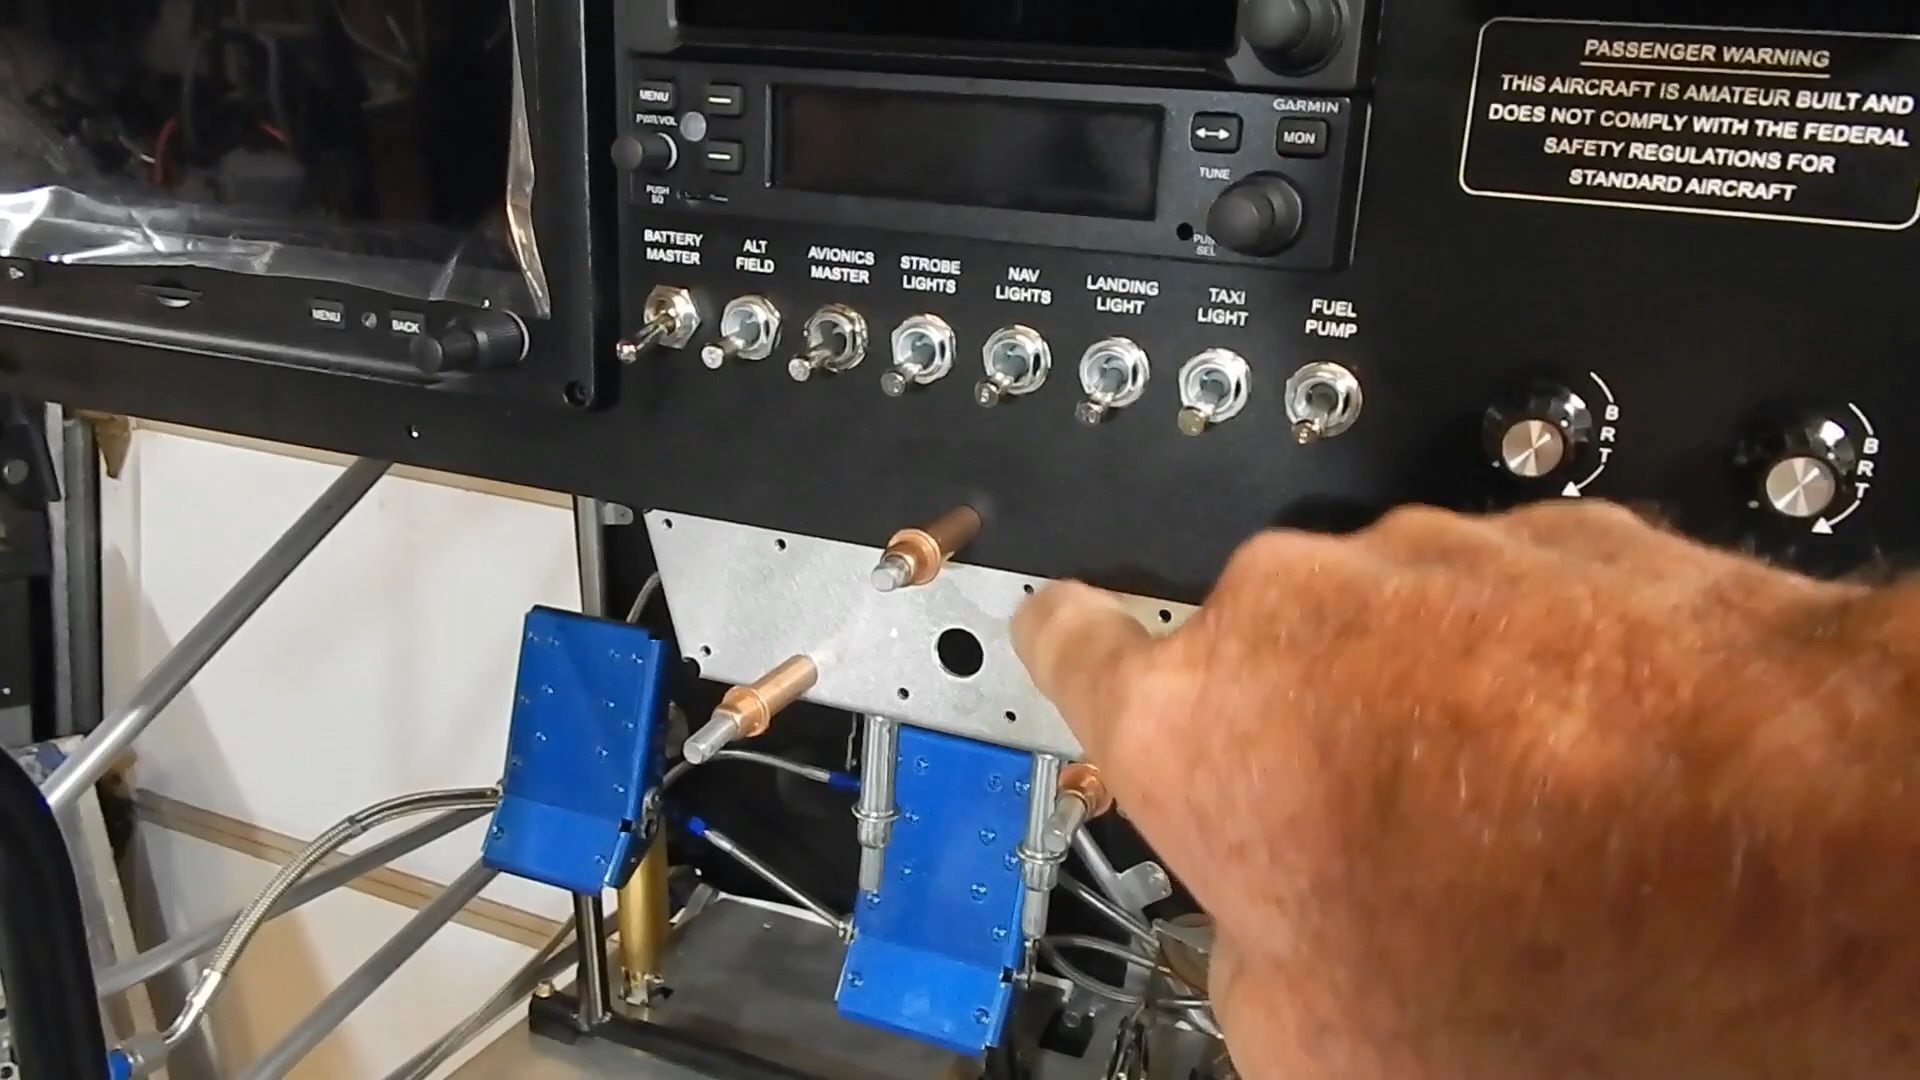 MENU
PWR/VOL
PUSH
SQ
GARMIN
MON
TUNE
PUSH
SEL
PASSENGER WARNING
THIS AIRCRAFT IS AMATEUR BUILT AND
DOES NOT COMPLY WITH THE FEDERAL
SAFETY REGULATIONS FOR
STANDARD AIRCRAFT
BATTERY
MASTER
ALT
FIELD
AVIONICS
MASTER
STROBE
LIGHTS
NAV
LIGHTS
LANDING
LIGHT
TAXI
LIGHT
FUEL
PUMP
MENU
BACK
BRT
BRT